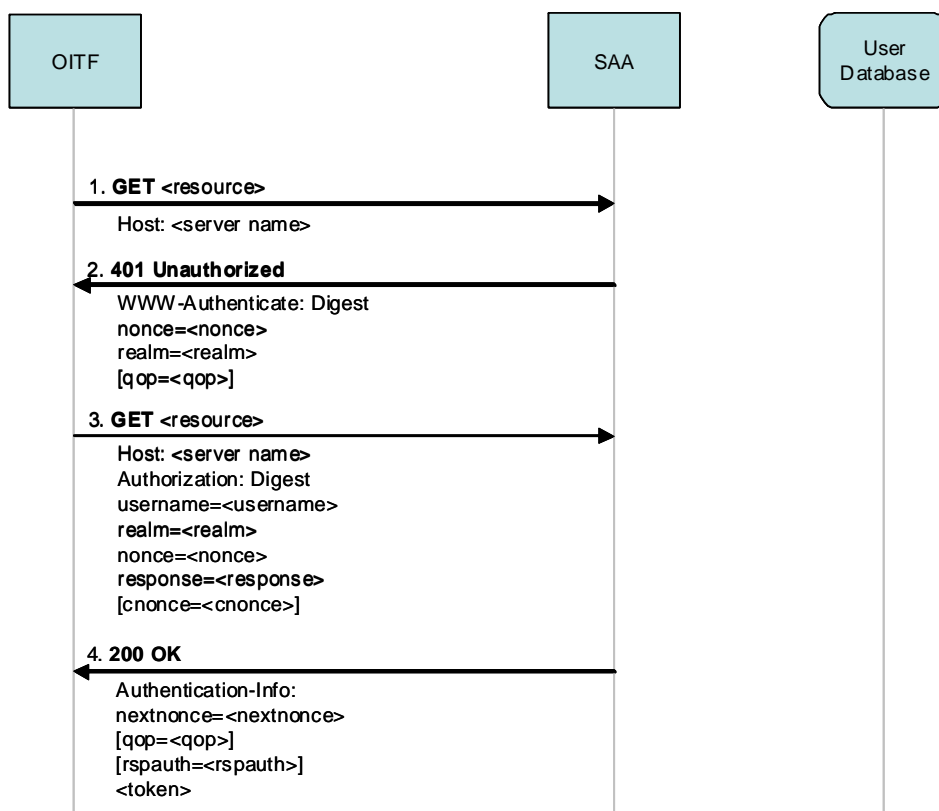 OITF
SAA
User
Database
1. GET <resource>
Host: <server name>
2. 401 Unauthorized
WWW-Authenticate: Digest
nonce=<nonce>
realm=<realm>
[qop=<qop>]
3. GET <resource>
Host: <server name>
Authorization: Digest
username=<username>
realm=<realm>
nonce=<nonce>
response=<response>
[cnonce=<cnonce>]
4. 200 OK
Authentication-Info:
nextnonce=<nextnonce>
[qop=<qop>]
[rspauth=<rspauth>]
<token>